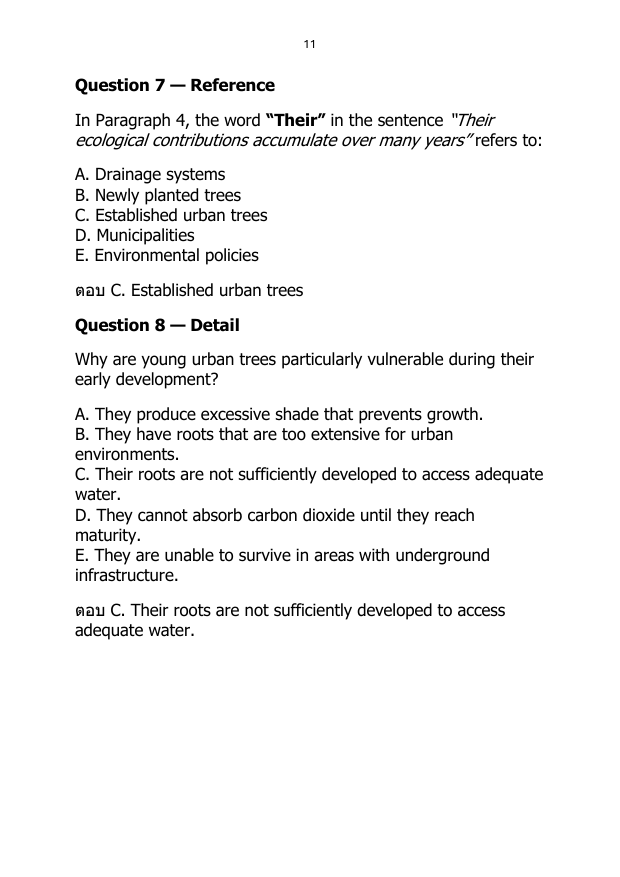 11
Question 7 — Reference
In Paragraph 4, the word “Their” in the sentence “Their
ecological contributions accumulate over many years” refers to:
A. Drainage systems
B. Newly planted trees
C. Established urban trees
D. Municipalities
E. Environmental policies
ตอบ C. Established urban trees
Question 8 — Detail
Why are young urban trees particularly vulnerable during their
early development?
A. They produce excessive shade that prevents growth.
B. They have roots that are too extensive for urban
environments.
C. Their roots are not sufficiently developed to access adequate
water.
D. They cannot absorb carbon dioxide until they reach
maturity.
E. They are unable to survive in areas with underground
infrastructure.
ตอบ C. Their roots are not sufficiently developed to access
adequate water.